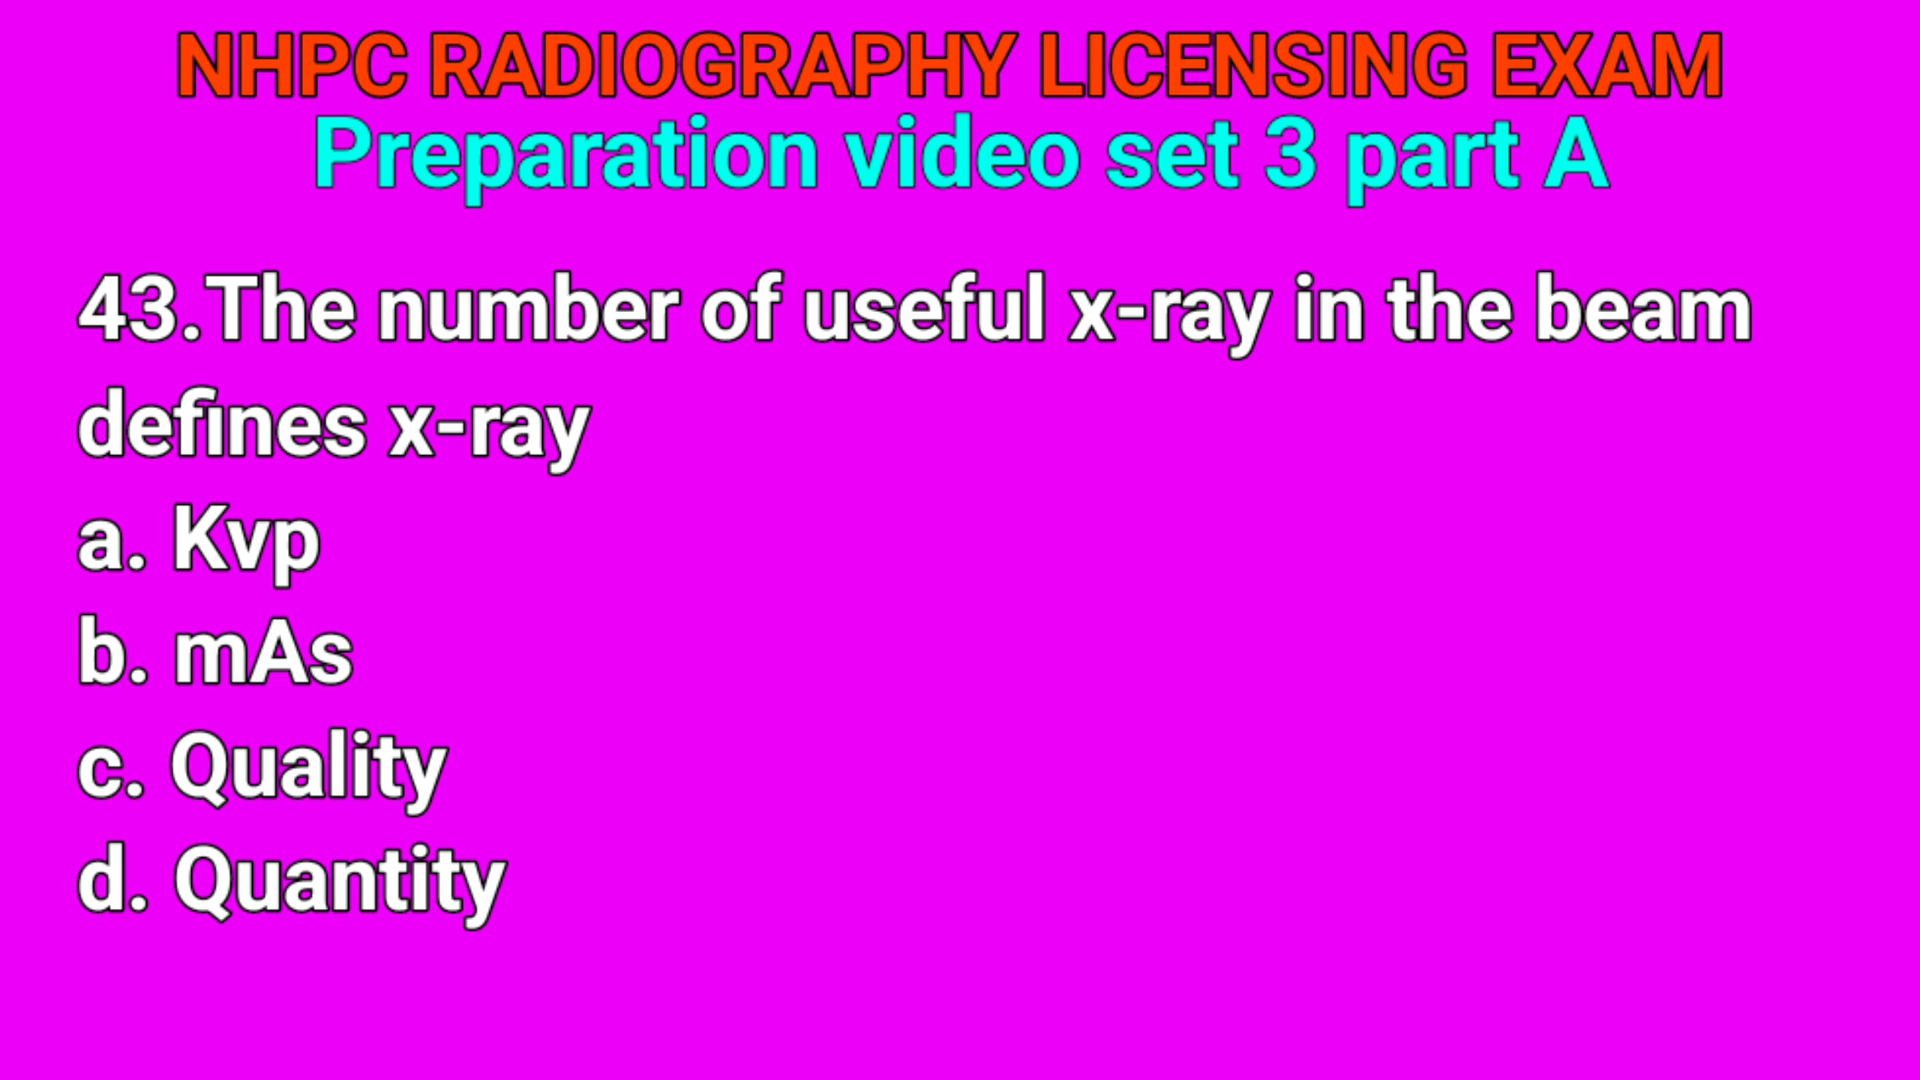 NHPC RADIOGRAPHY LICENSING EXAM
Preparation video set 3 part A
43.The number of useful x-ray in the beam
defines x-ray
a. Kvp
b. mAs
c. Quality
d. Quantity